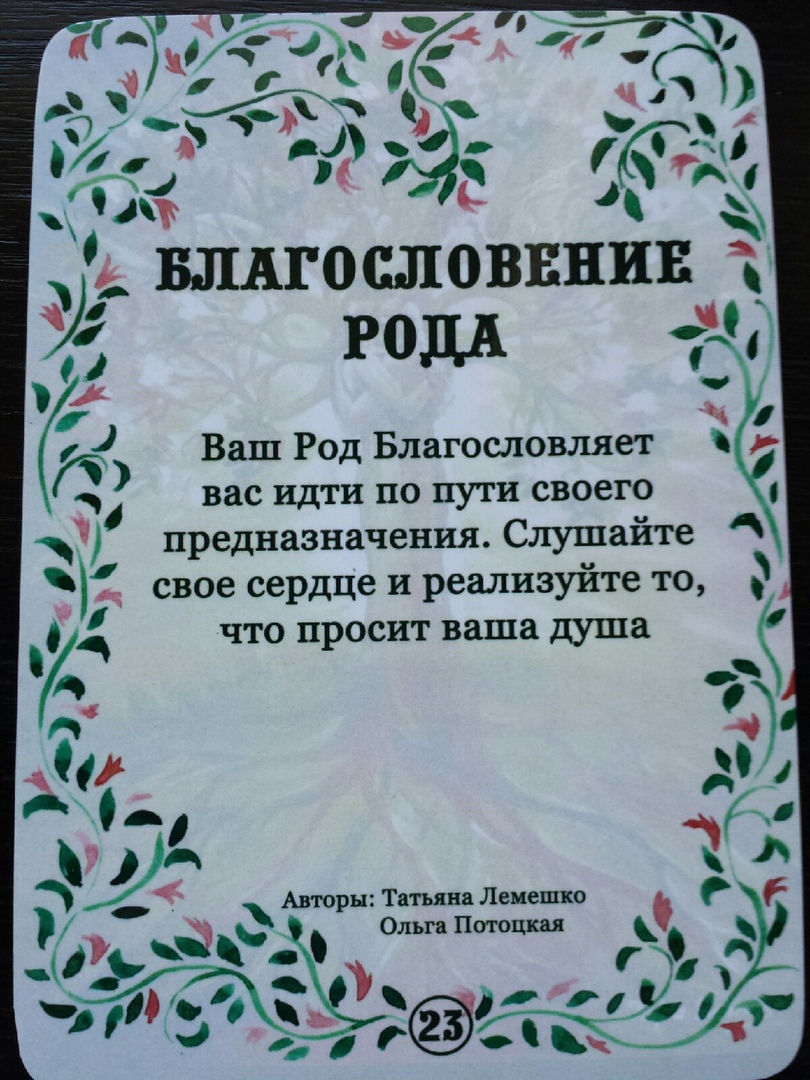 БЛАГОСЛОВЕНИЕ
РОДА
Ваш Род Благословляет
вас идти по пути своего
предназначения. Слушайте
свое сердце и реализуйте то,
что просит ваша душа
Авторы: Татьяна Лемешко
Ольга Потоцкая
23